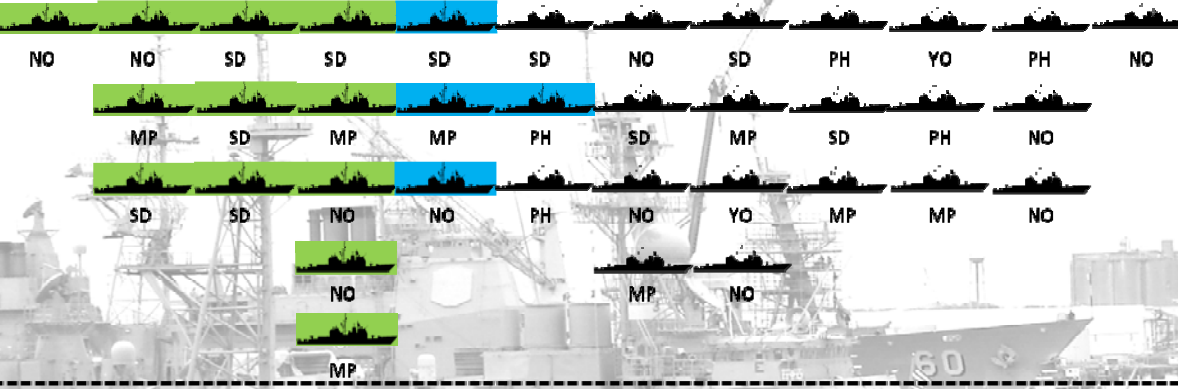 NO NO SD SD SD SD NO SD PH YO PH NO
MP SD MP MP PH SD MP SD PH NO
SD SD NO NO PH NO YO MP MP NO
NO MP NO
MP
60